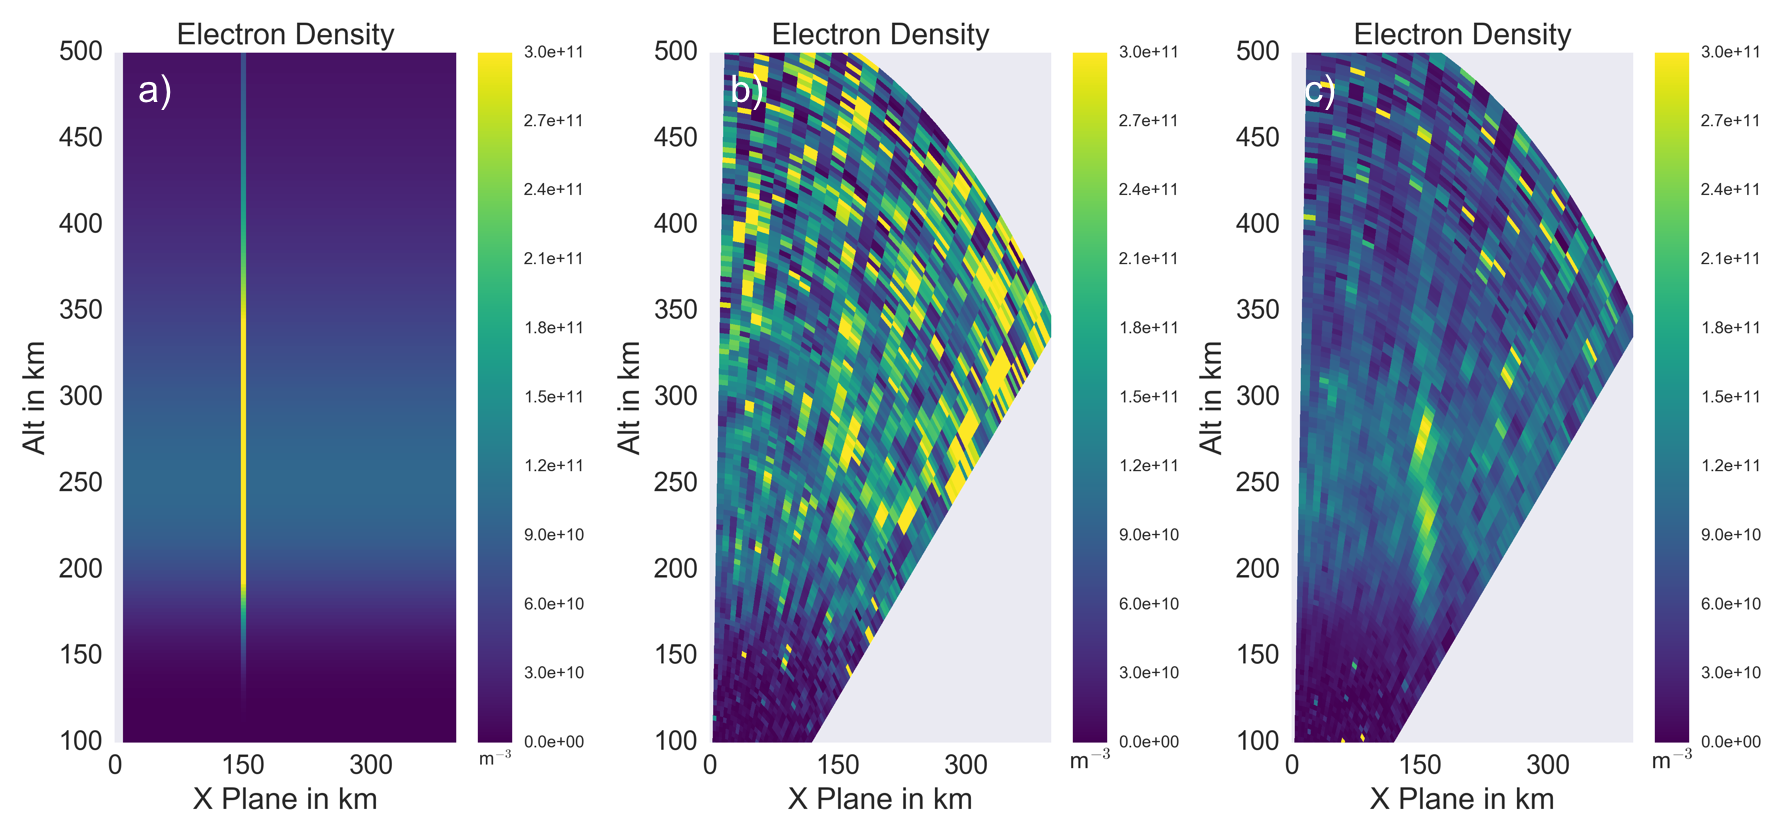 Electron Density
a)
500
450
400
350
300
250
200
150
100
Alt in km
0
150
300
X Plane in km
3.0e+11
2.7e+11
2.4e+11
2.1e+11
1.8e+11
1.5e+11
1.2e+11
9.0e+10
6.0e+10
3.0e+10
0.0e+00
m⁻³
Electron Density
b)
500
450
400
350
300
250
200
150
100
Alt in km
0
150
300
X Plane in km
3.0e+11
2.7e+11
2.4e+11
2.1e+11
1.8e+11
1.5e+11
1.2e+11
9.0e+10
6.0e+10
3.0e+10
0.0e+00
m⁻³
Electron Density
c)
500
450
400
350
300
250
200
150
100
Alt in km
0
150
300
X Plane in km
3.0e+11
2.7e+11
2.4e+11
2.1e+11
1.8e+11
1.5e+11
1.2e+11
9.0e+10
6.0e+10
3.0e+10
0.0e+00
m⁻³